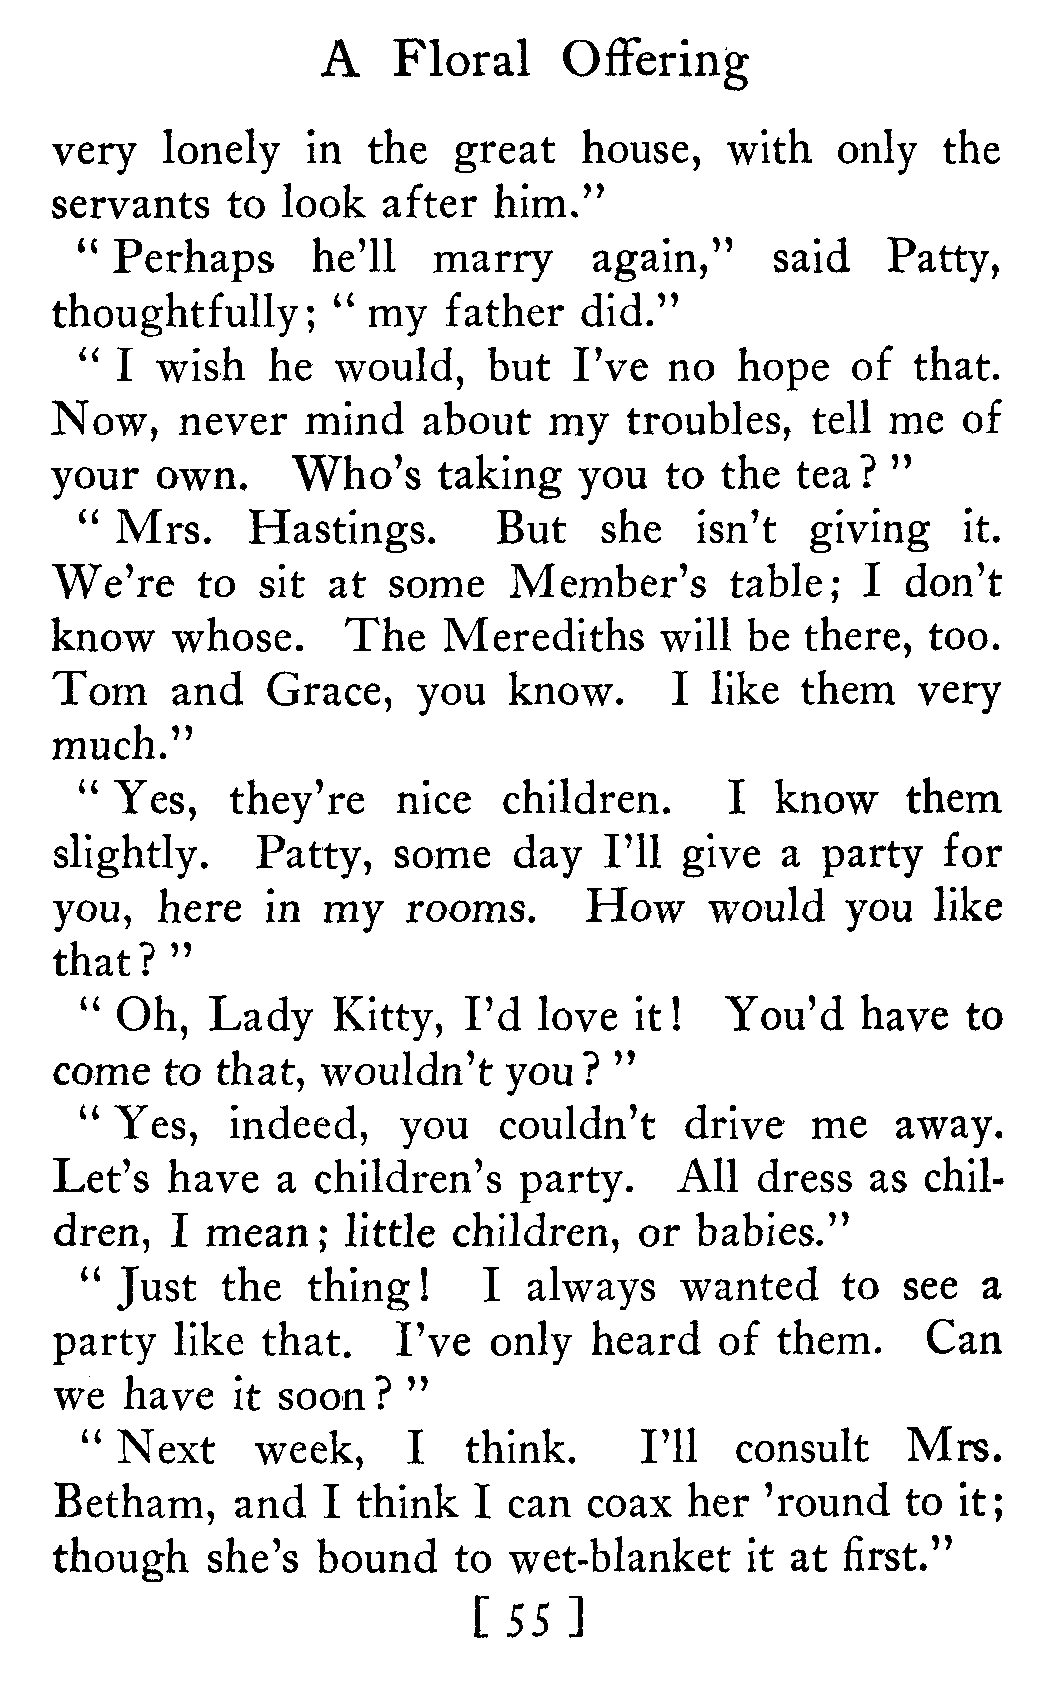 A Floral Offering
very lonely in the great house, with only the
servants to look after him.”
“ Perhaps he'll marry again,” said Patty,
thoughtfully; “ my father did.”
“ I wish he would, but I’ve no hope of that.
Now, never mind about my troubles, tell me of
your own. Who’s taking you to the tea? ”
“ Mrs. Hastings. But she isn’t giving it.
We’re to sit at some Member’s table; I don’t
know whose. The Merediths will be there, too.
Tom and Grace, you know. I like them very
much.”
“ Yes, they’re nice children. I know them
slightly. Patty, some day I’ll give a party for
you, here in my rooms. How would you like
that? ”
“ Oh, Lady Kitty, I’d love it! You’d have to
come to that, wouldn’t you? ”
“ Yes, indeed, you couldn’t drive me away.
Let’s have a children’s party. All dress as chil-
dren, I mean; little children, or babies.”
“ Just the thing! I always wanted to see a
party like that. I’ve only heard of them. Can
we have it soon? ”
“ Next week, I think. I’ll consult Mrs.
Betham, and I think I can coax her ’round to it;
though she’s bound to wet-blanket it at first.”
[ 55 ]